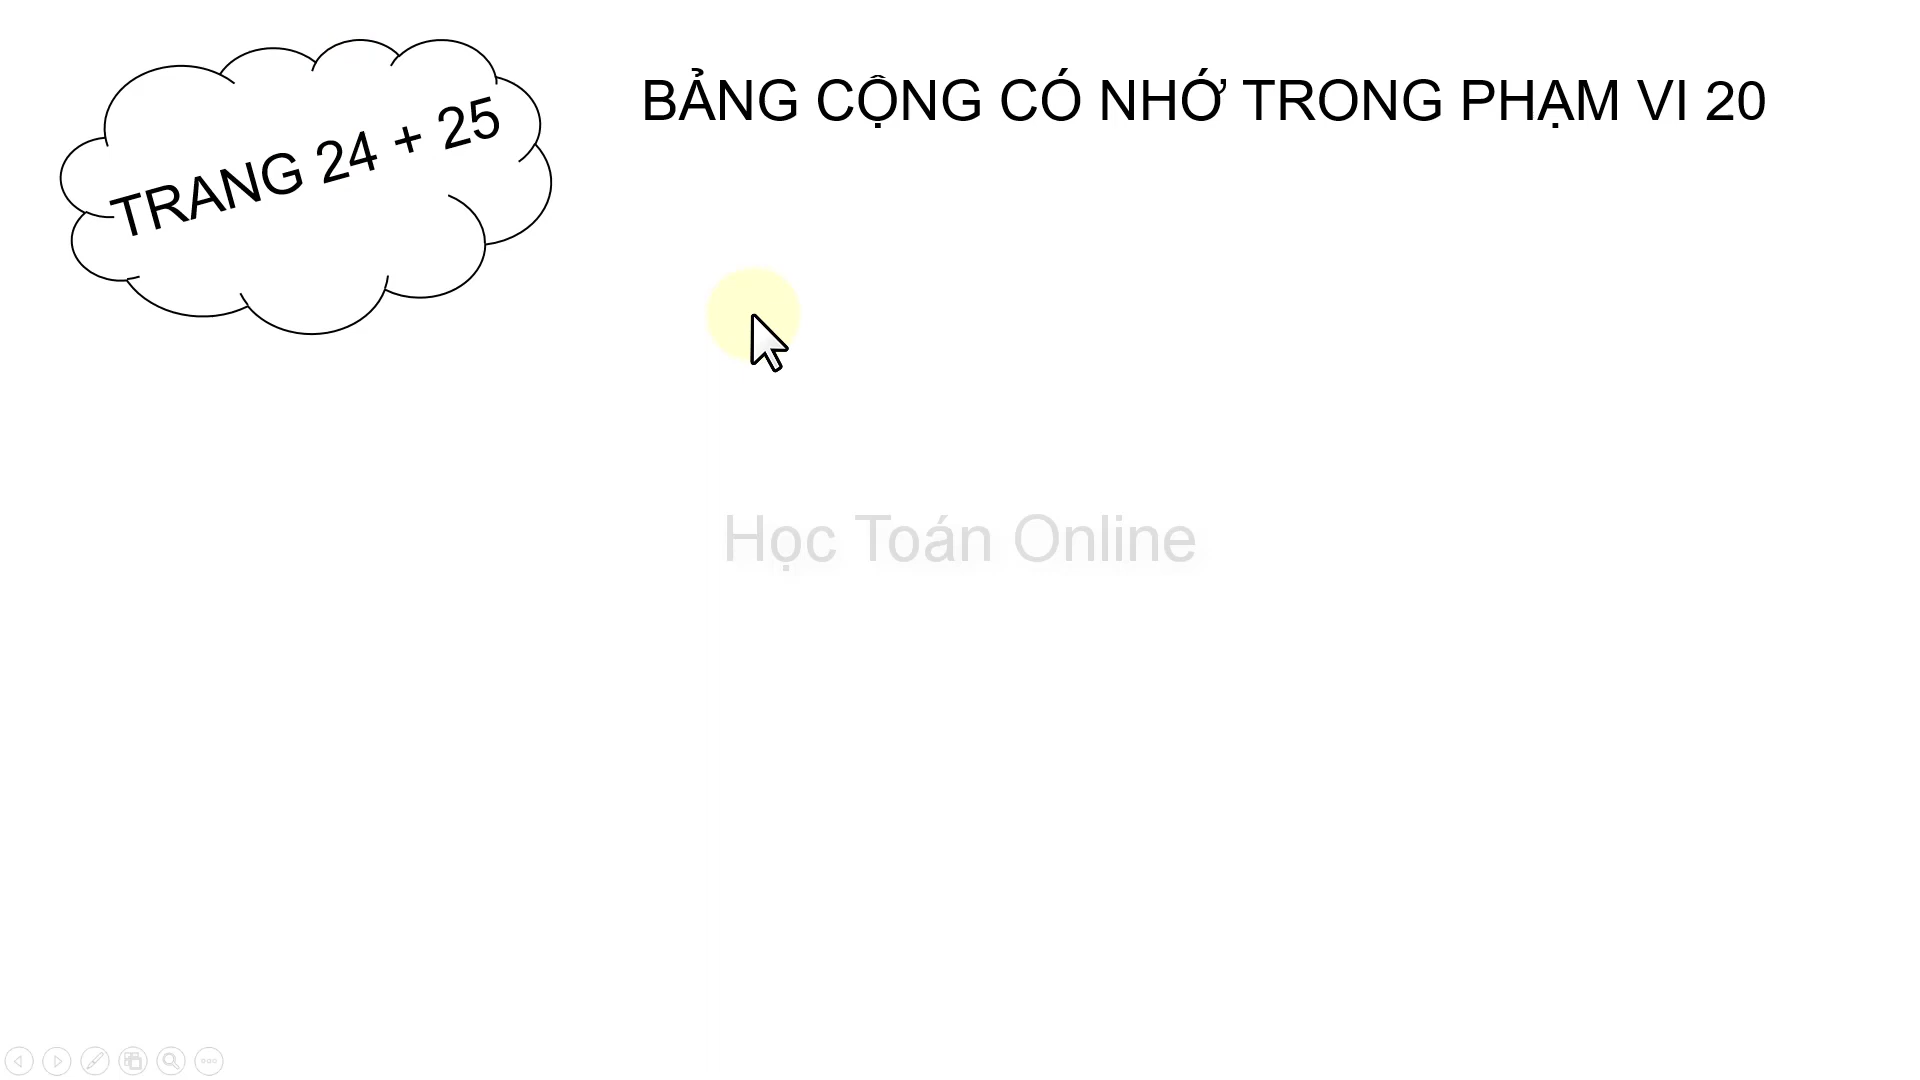 TRANG 24 + 25
BẢNG CỘNG CÓ NHỚ TRONG PHẠM VI 20
Học Toán Online